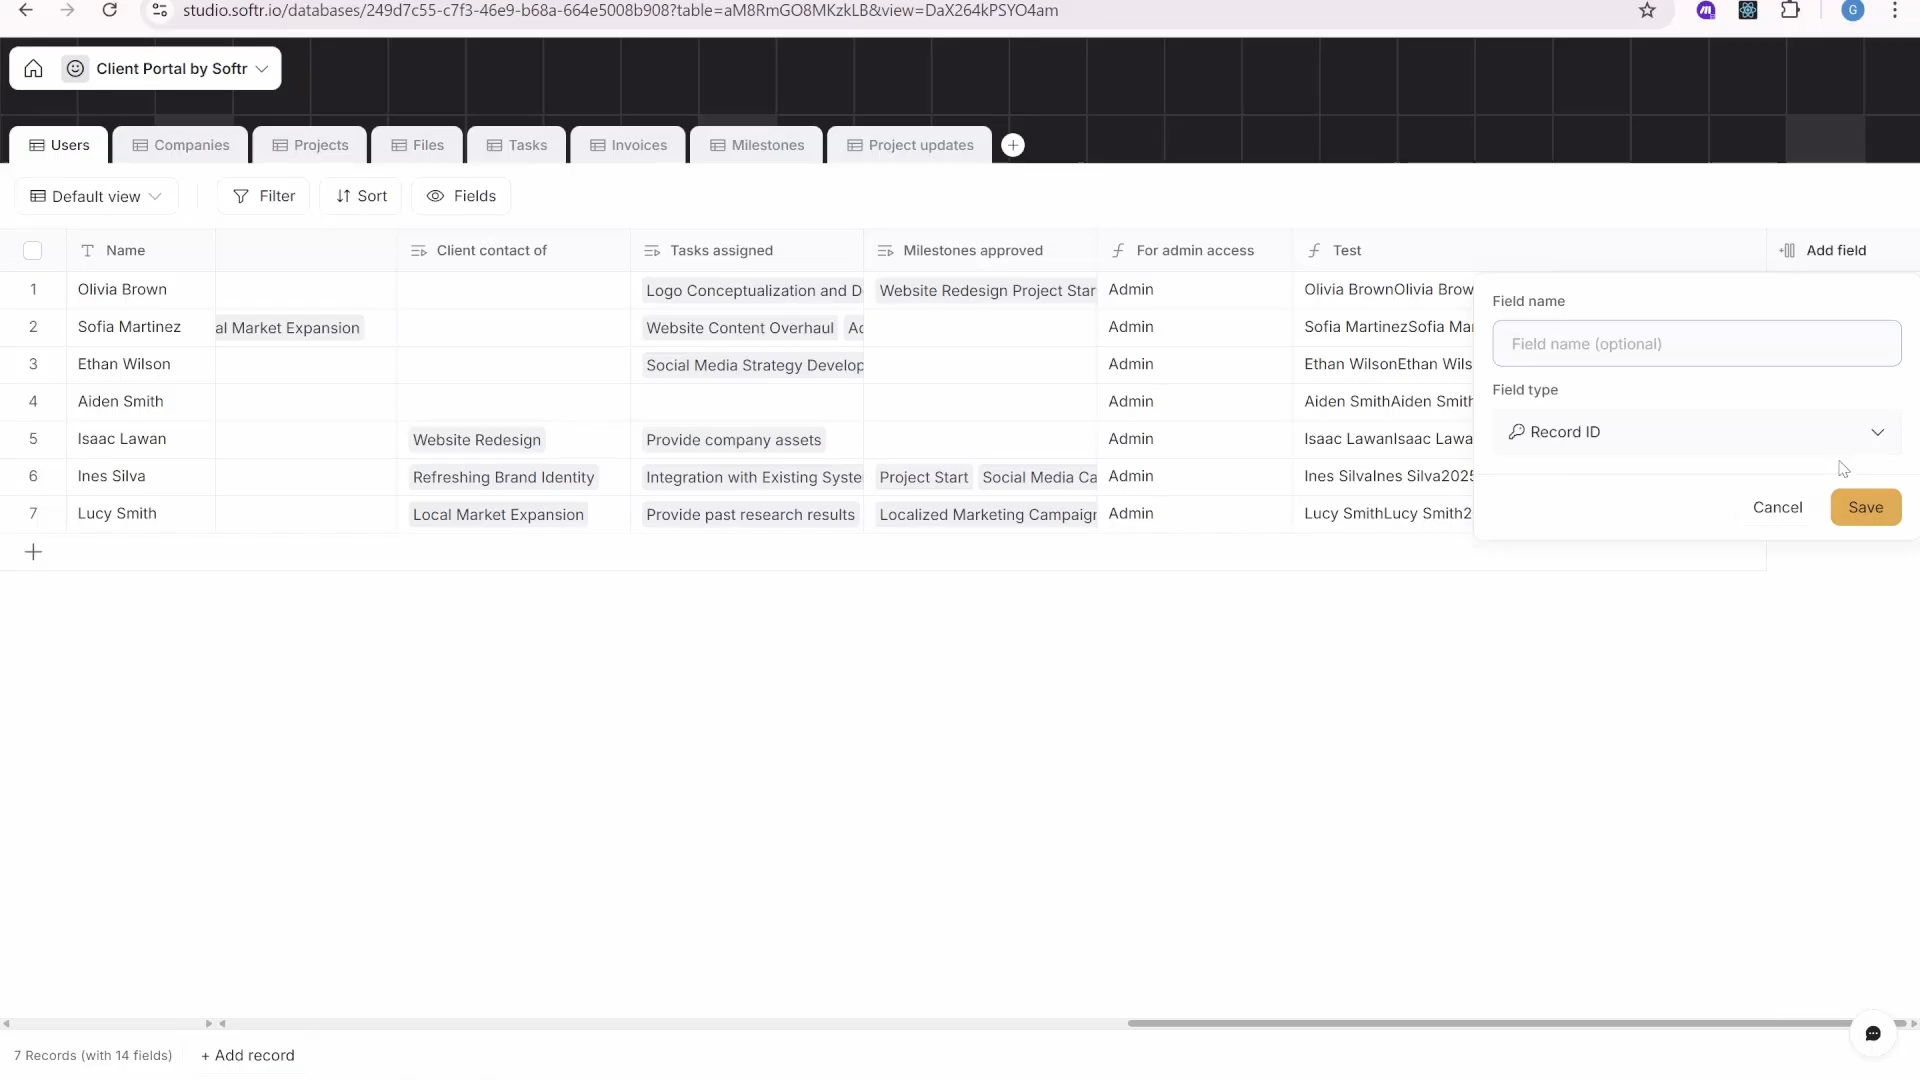 studio.softr.io/databases/249d7c55-c7f3-46e9-b68a-664e5008b908?table=aM8RmGO8MKzkLB&view=DaX264kPSYO4am
G
Client Portal by Softr
Users Companies Projects Files Tasks Invoices Milestones Project updates
Default view Filter Sort Fields
Name Client contact of Tasks assigned Milestones approved For admin access Test Add field
1 Olivia Brown Logo Conceptualization and D Website Redesign Project Star Admin Olivia BrownOlivia Brow
2 Sofia Martinez al Market Expansion Website Content Overhaul Ac Admin Sofia MartinezSofia Ma
3 Ethan Wilson Social Media Strategy Develop Admin Ethan WilsonEthan Wils
4 Aiden Smith Admin Aiden SmithAiden Smith
5 Isaac Lawan Website Redesign Provide company assets Admin Isaac LawanIsaac Lawa
6 Ines Silva Refreshing Brand Identity Integration with Existing Syste Project Start Social Media Ca Admin Ines SilvaInes Silva2025
7 Lucy Smith Local Market Expansion Provide past research results Localized Marketing Campaign Admin Lucy SmithLucy Smith2
Field name
Field name (optional)
Field type
Record ID
Cancel Save
7 Records (with 14 fields) + Add record